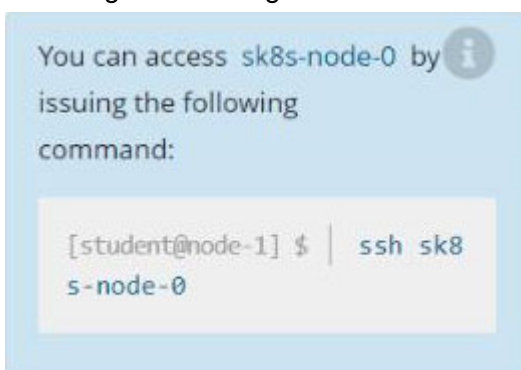 You can access sk8s-node-0 by
issuing the following
command:
[student@node-1] $ | ssh sk8
s-node-0